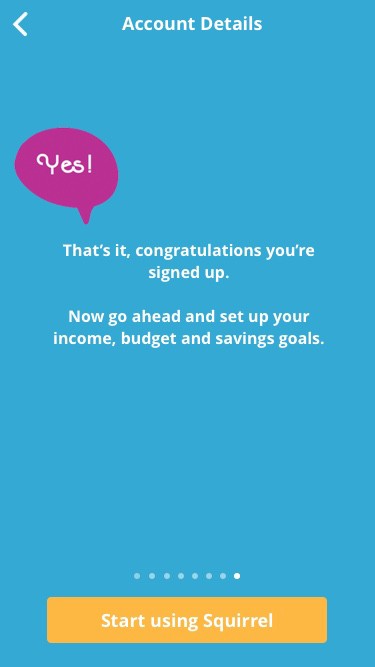 Account Details
Yes!
That's it, congratulations you're
signed up.
Now go ahead and set up your
income, budget and savings goals.
Start using Squirrel